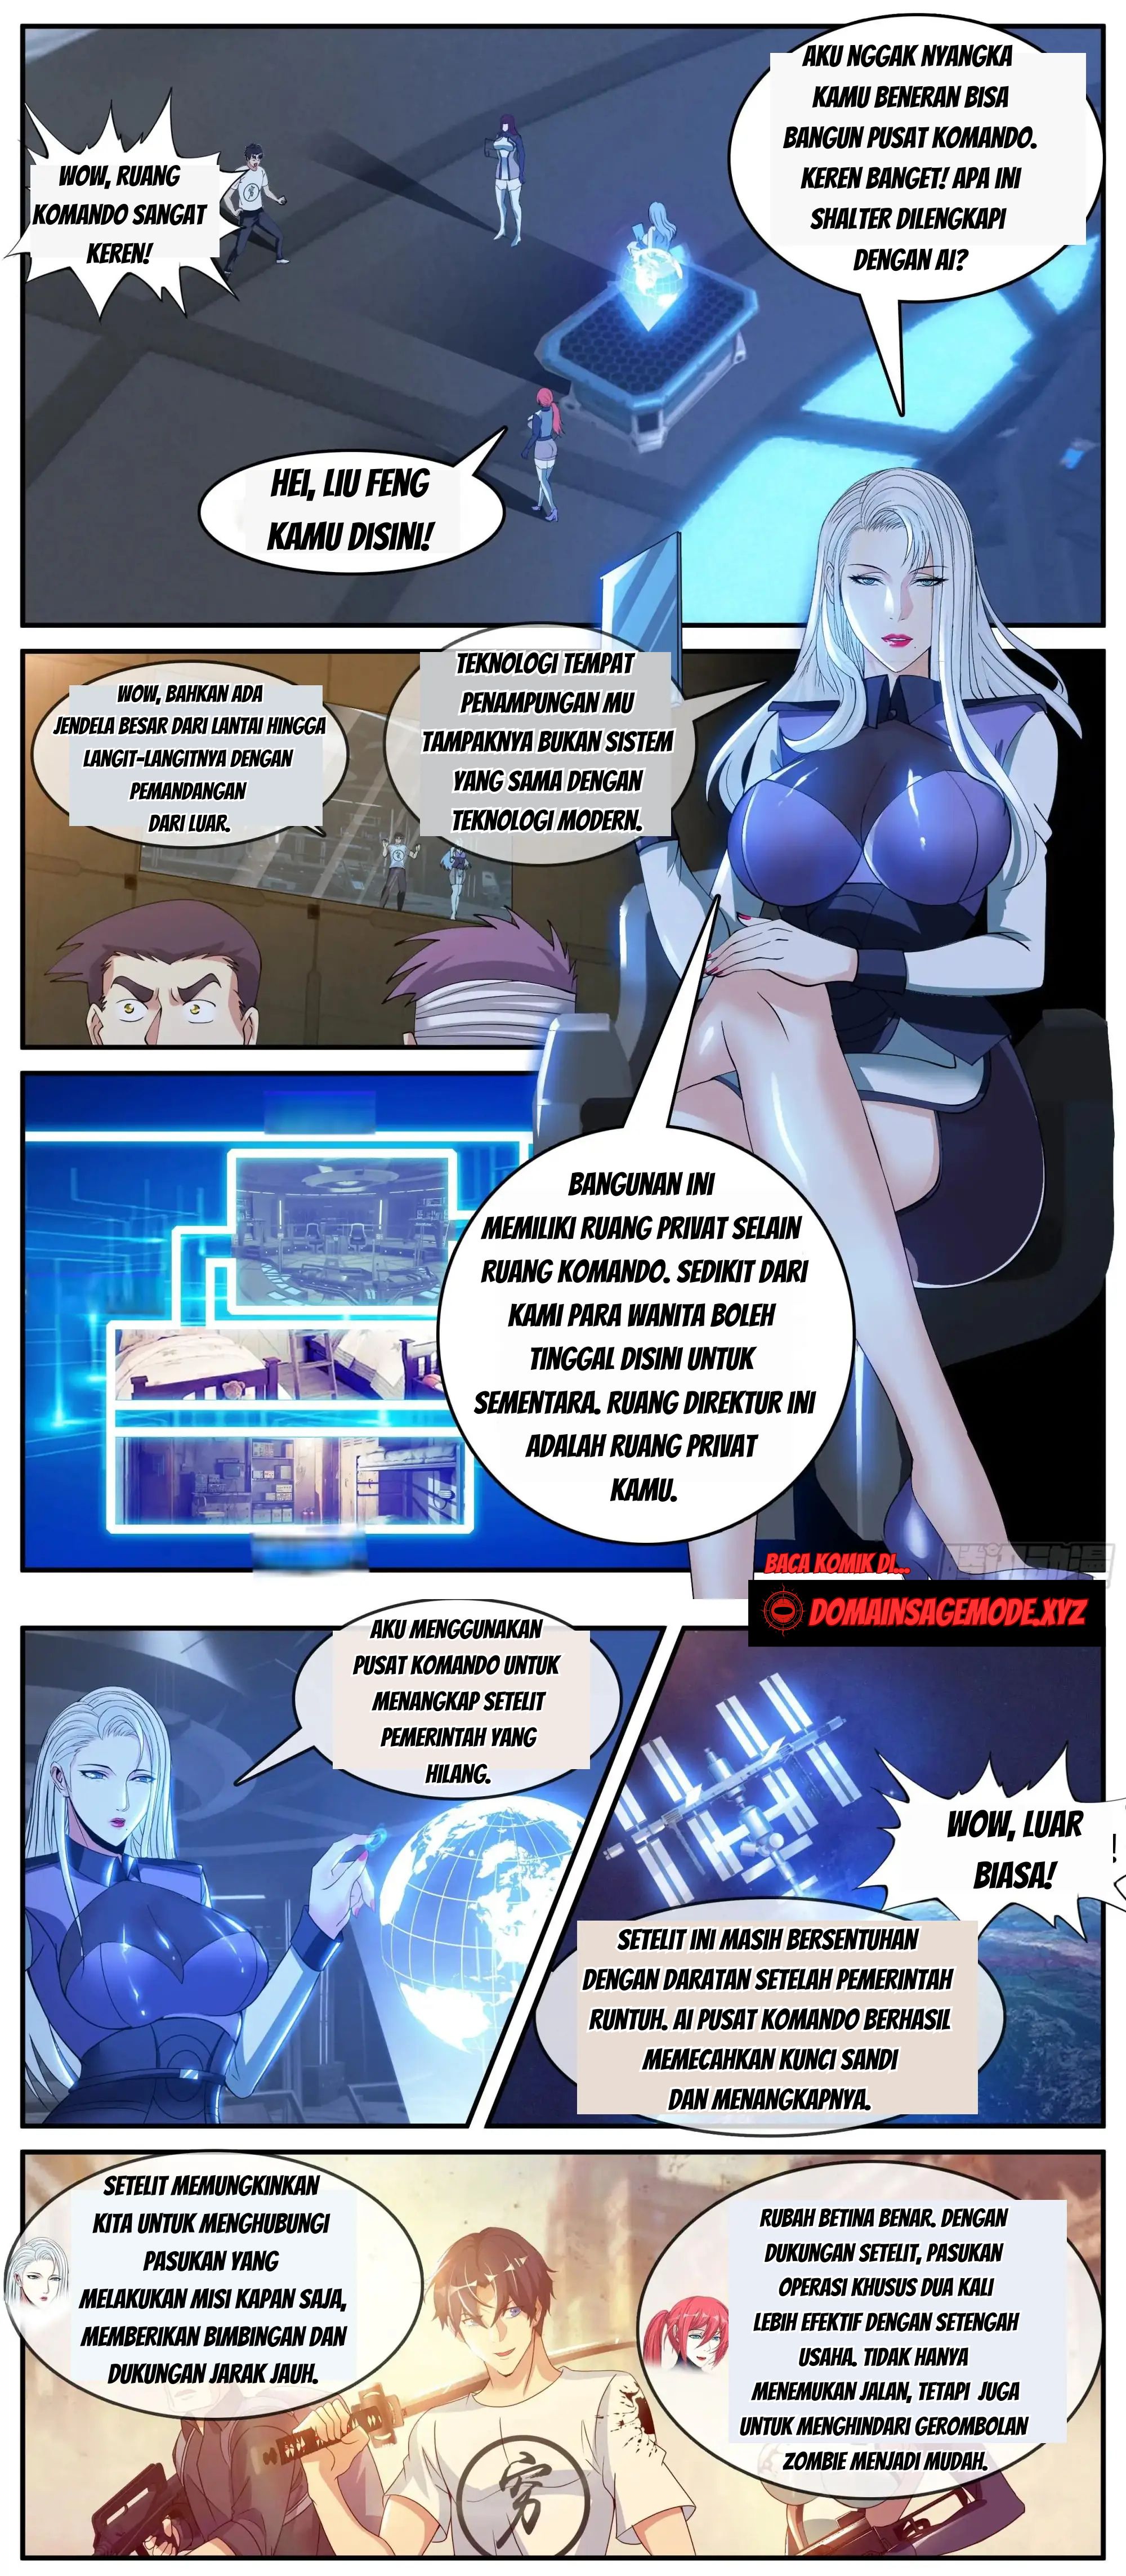 AKU NGGAK NYANGKA
KAMU BENERAN BISA
BANGUN PUSAT KOMANDO.
KEREN BANGET! APA INI
SHALTER DILENGKAPI
DENGAN AI?
WOW, RUANG
KOMANDO SANGAT
KEREN!
HEI, LIU FENG
KAMU DISINI!
WOW, BAHKAN ADA
JENDELA BESAR DARI LANTAI HINGGA
LANGIT-LANGITNYA DENGAN
PEMANDANGAN
DARI LUAR.
TEKNOLOGI TEMPAT
PENAMPUNGAN MU
TAMPAKNYA BUKAN SISTEM
YANG SAMA DENGAN
TEKNOLOGI MODERN.
BANGUNAN INI
MEMILIKI RUANG PRIVAT SELAIN
RUANG KOMANDO. SEDIKIT DARI
KAMI PARA WANITA BOLEH
TINGGAL DISINI UNTUK
SEMENTARA. RUANG DIREKTUR INI
ADALAH RUANG PRIVAT
KAMU.
BACA KOMIK DI...
DOMAINSAGEMODE.XYZ
AKU MENGGUNAKAN
PUSAT KOMANDO UNTUK
MENANGKAP SETELIT
PEMERINTAH YANG
HILANG.
WOW, LUAR
BIASA!
!
SETELIT INI MASIH BERSENTUHAN
DENGAN DARATAN SETELAH PEMERINTAH
RUNTUH. AI PUSAT KOMANDO BERHASIL
MEMECAHKAN KUNCI SANDI
DAN MENANGKAPNYA.
SETELIT MEMUNGKINKAN
KITA UNTUK MENGHUBUNGI
PASUKAN YANG
MELAKUKAN MISI KAPAN SAJA,
MEMBERIKAN BIMBINGAN DAN
DUKUNGAN JARAK JAUH.
RUBAH BETINA BENAR. DENGAN
DUKUNGAN SETELIT, PASUKAN
OPERASI KHUSUS DUA KALI
LEBIH EFEKTIF DENGAN SETENGAH
USAHA. TIDAK HANYA
MENEMUKAN JALAN, TETAPI JUGA
UNTUK MENGHINDARI GEROMBOLAN
ZOMBIE MENJADI MUDAH.
穷